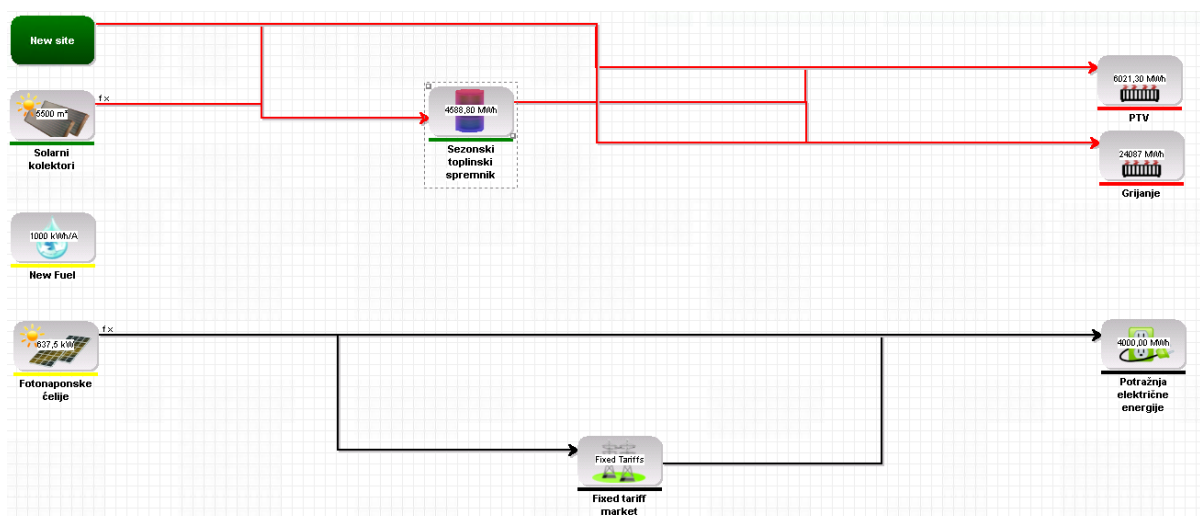 New site
5500 m²
fx
Solarni
kolektori
4588,80 MWh
Sezonski
toplinski
spremnik
6021,30 MWh
PTV
24087 MWh
Grijanje
1000 kWh/A
New Fuel
637,5 kW
fx
Fotonaponske
ćelije
4000,00 MWh
Potražnja
električne
energije
Fixed Tariffs
Fixed tariff
market